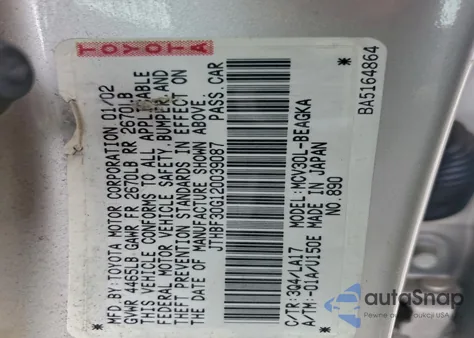 TOYOTA
MFD.BY:TOYOTA MOTOR CORPORATION 01/02
GVWR 4465LB GAWR FR 2670LB RR 2670LB
THIS VEHICLE CONFORMS TO ALL APPLICABLE
FEDERAL MOTOR VEHICLE SAFETY, BUMPER, AND
THEFT PREVENTION STANDARDS IN EFFECT ON
THE DATE OF MANUFACTURE SHOWN ABOVE.
JTHBF30G120039087 PASS.CAR
C/TR:3Q4/LA17 MODEL:MCV30L-BEAGKA
A/TM:-01A/U150E MADE IN JAPAN
NO.890
BA5164864
autoSnap